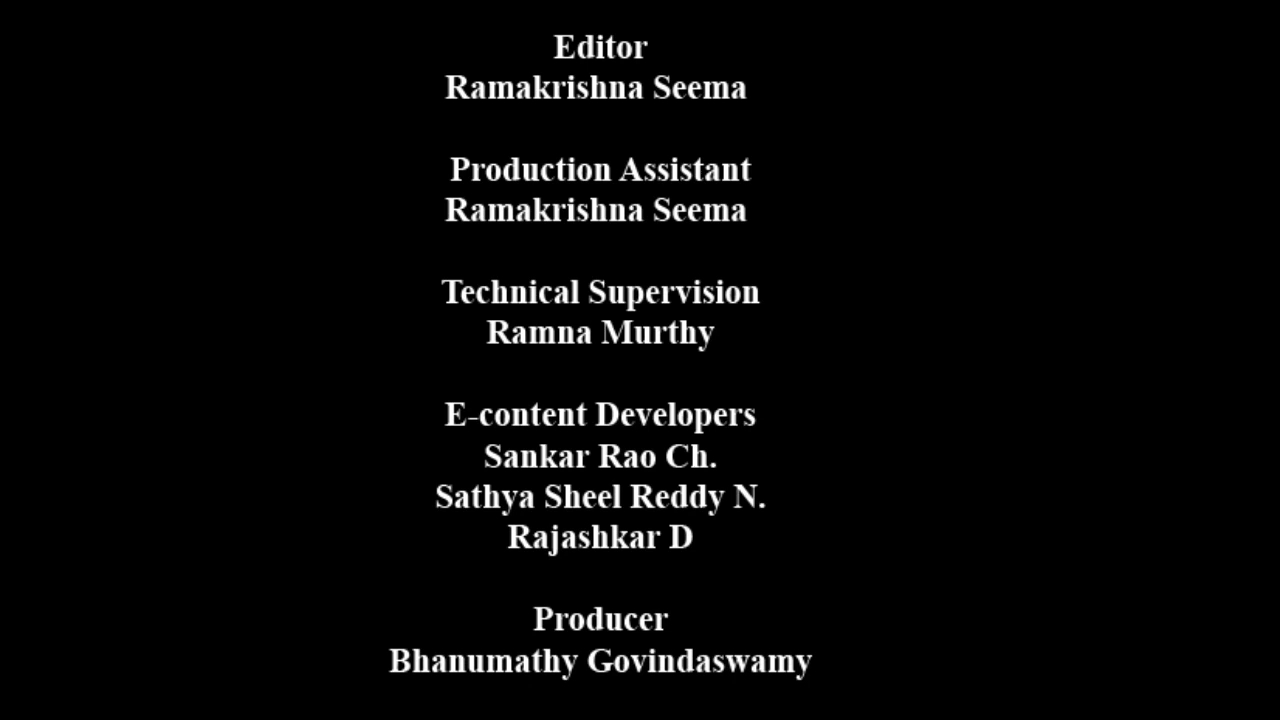 Editor
Ramakrishna Seema
Production Assistant
Ramakrishna Seema
Technical Supervision
Ramna Murthy
E-content Developers
Sankar Rao Ch.
Sathya Sheel Reddy N.
Rajashkar D
Producer
Bhanumathy Govindaswamy